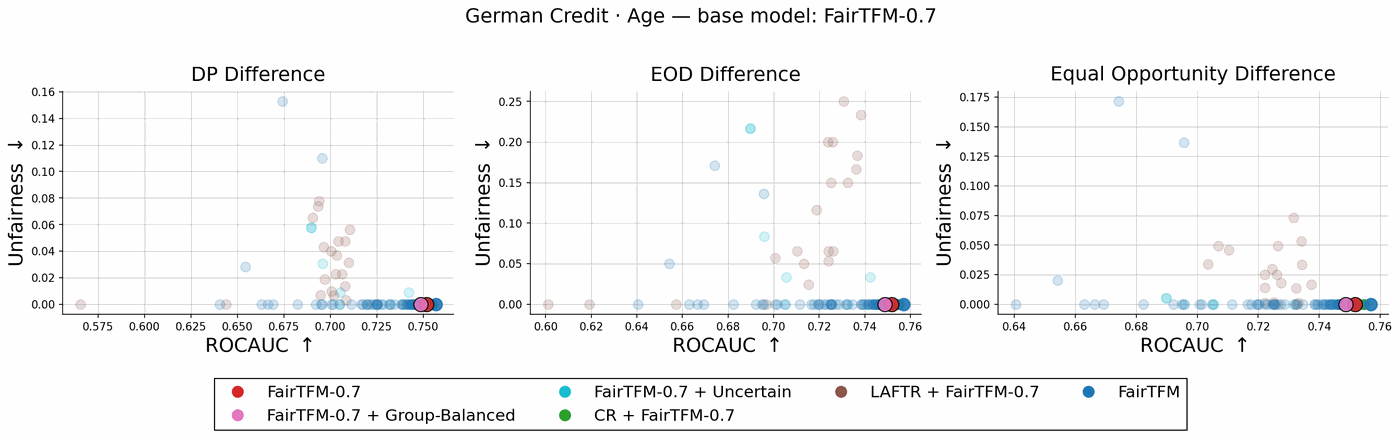 German Credit · Age — base model: FairTFM-0.7
DP Difference
EOD Difference
Equal Opportunity Difference
Unfairness ↓
0.16
0.14
0.12
0.10
0.08
0.06
0.04
0.02
0.00
0.575
0.600
0.625
0.650
0.675
0.700
0.725
0.750
ROCAUC ↑
Unfairness ↓
0.25
0.20
0.15
0.10
0.05
0.00
0.60
0.62
0.64
0.66
0.68
0.70
0.72
0.74
0.76
ROCAUC ↑
Unfairness ↓
0.175
0.150
0.125
0.100
0.075
0.050
0.025
0.000
0.64
0.66
0.68
0.70
0.72
0.74
0.76
ROCAUC ↑
FairTFM-0.7
FairTFM-0.7 + Group-Balanced
FairTFM-0.7 + Uncertain
CR + FairTFM-0.7
LAFTR + FairTFM-0.7
FairTFM